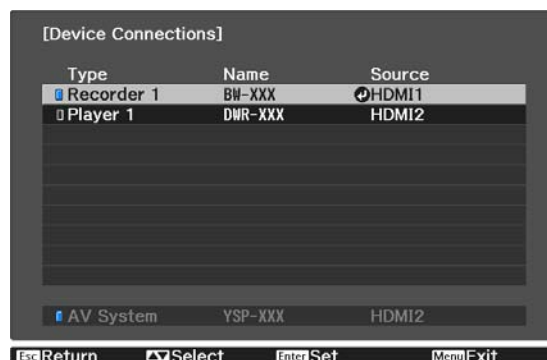 [Device Connections]
Type Name Source
Recorder 1 BW-XXX HDMI1
Player 1 DWR-XXX HDMI2
AV System YSP-XXX HDMI2
Esc Return Select Enter Set Menu Exit